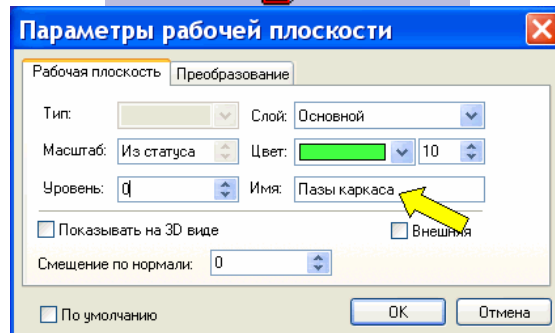 Параметры рабочей плоскости
Рабочая плоскость Преобразование
Тип: Слой: Основной
Масштаб: Из статуса Цвет: 10
Уровень: 0 Имя: Пазы каркаса
Показывать на 3D виде Внешняя
Смещение по нормали: 0
По умолчанию OK Отмена